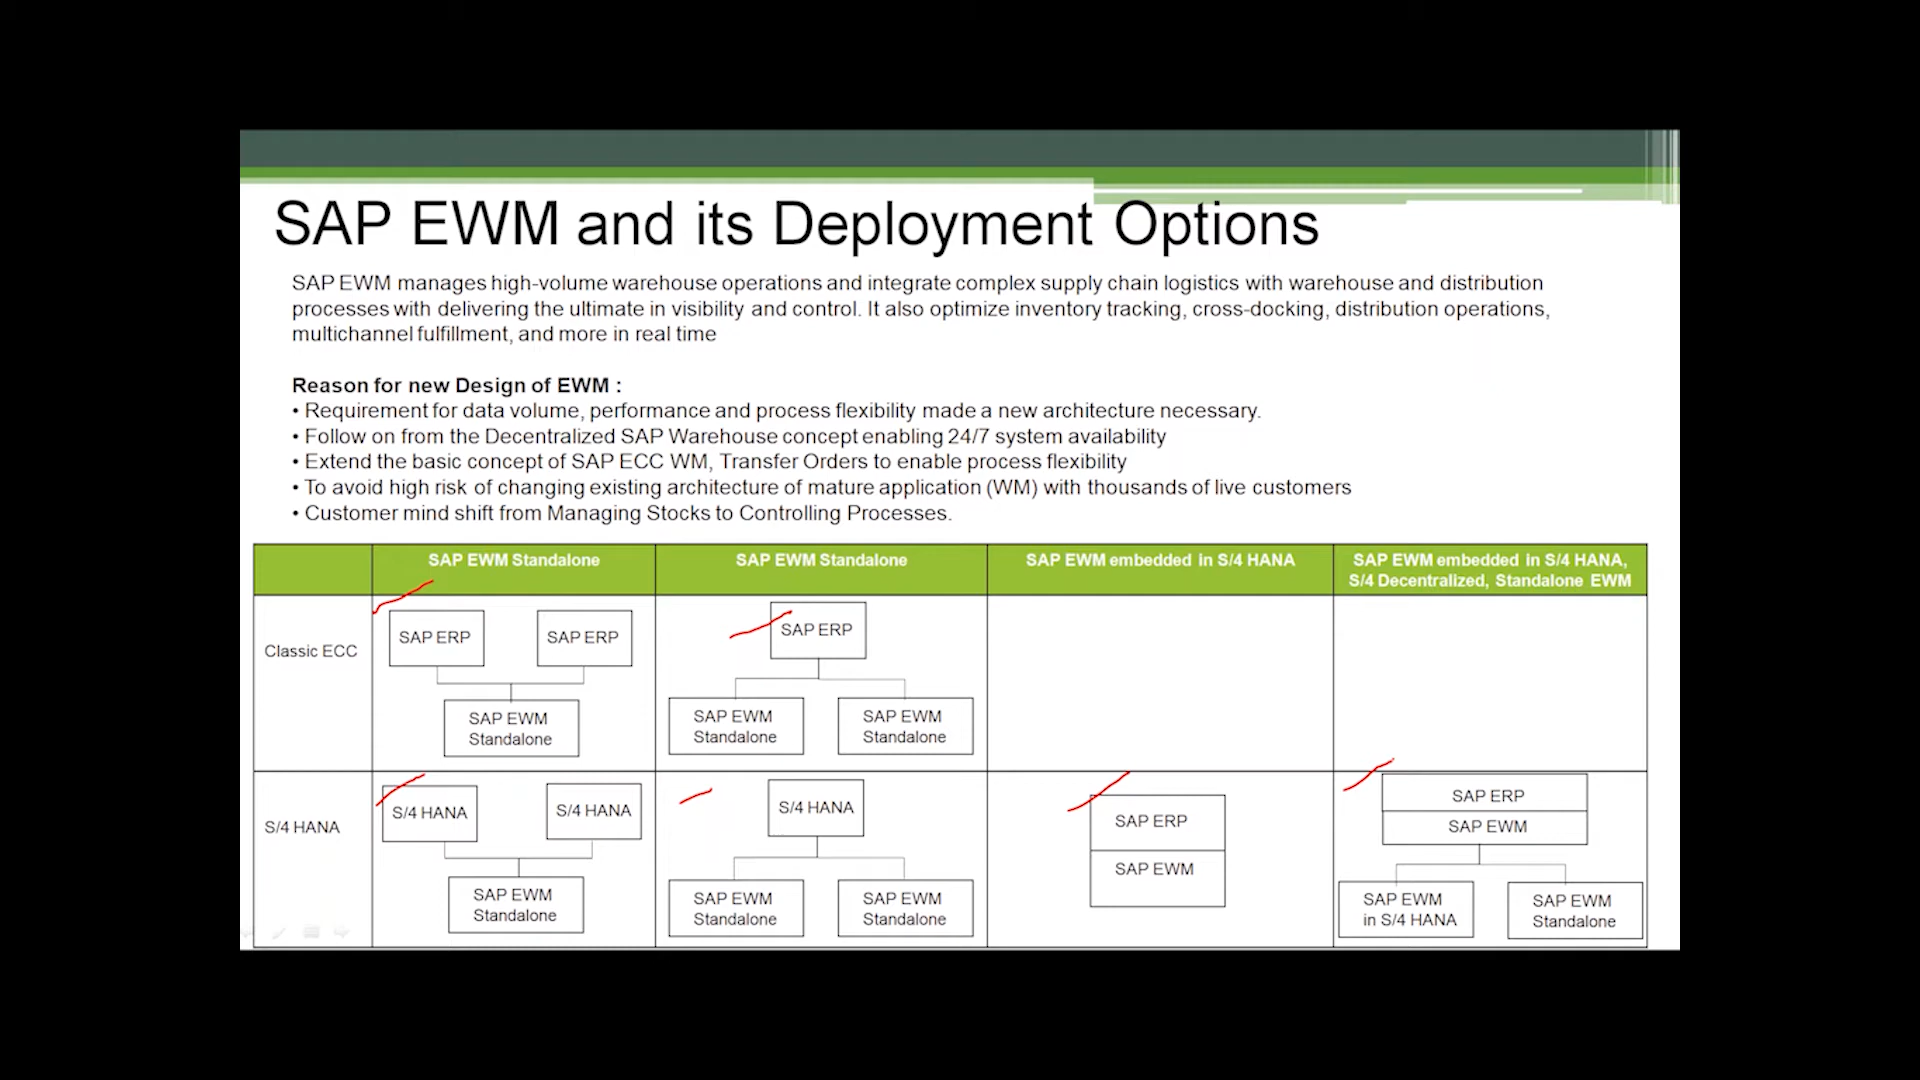 SAP EWM and its Deployment Options
SAP EWM manages high-volume warehouse operations and integrate complex supply chain logistics with warehouse and distribution
processes with delivering the ultimate in visibility and control. It also optimize inventory tracking, cross-docking, distribution operations,
multichannel fulfillment, and more in real time
Reason for new Design of EWM :
• Requirement for data volume, performance and process flexibility made a new architecture necessary.
• Follow on from the Decentralized SAP Warehouse concept enabling 24/7 system availability
• Extend the basic concept of SAP ECC WM, Transfer Orders to enable process flexibility
• To avoid high risk of changing existing architecture of mature application (WM) with thousands of live customers
• Customer mind shift from Managing Stocks to Controlling Processes.
SAP EWM Standalone
SAP EWM Standalone
SAP EWM embedded in S/4 HANA
SAP EWM embedded in S/4 HANA,
S/4 Decentralized, Standalone EWM
Classic ECC
SAP ERP
SAP ERP
SAP EWM
Standalone
SAP ERP
SAP EWM
Standalone
SAP EWM
Standalone
S/4 HANA
S/4 HANA
S/4 HANA
SAP EWM
Standalone
S/4 HANA
SAP EWM
Standalone
SAP EWM
Standalone
SAP ERP
SAP EWM
SAP ERP
SAP EWM
SAP EWM
in S/4 HANA
SAP EWM
Standalone